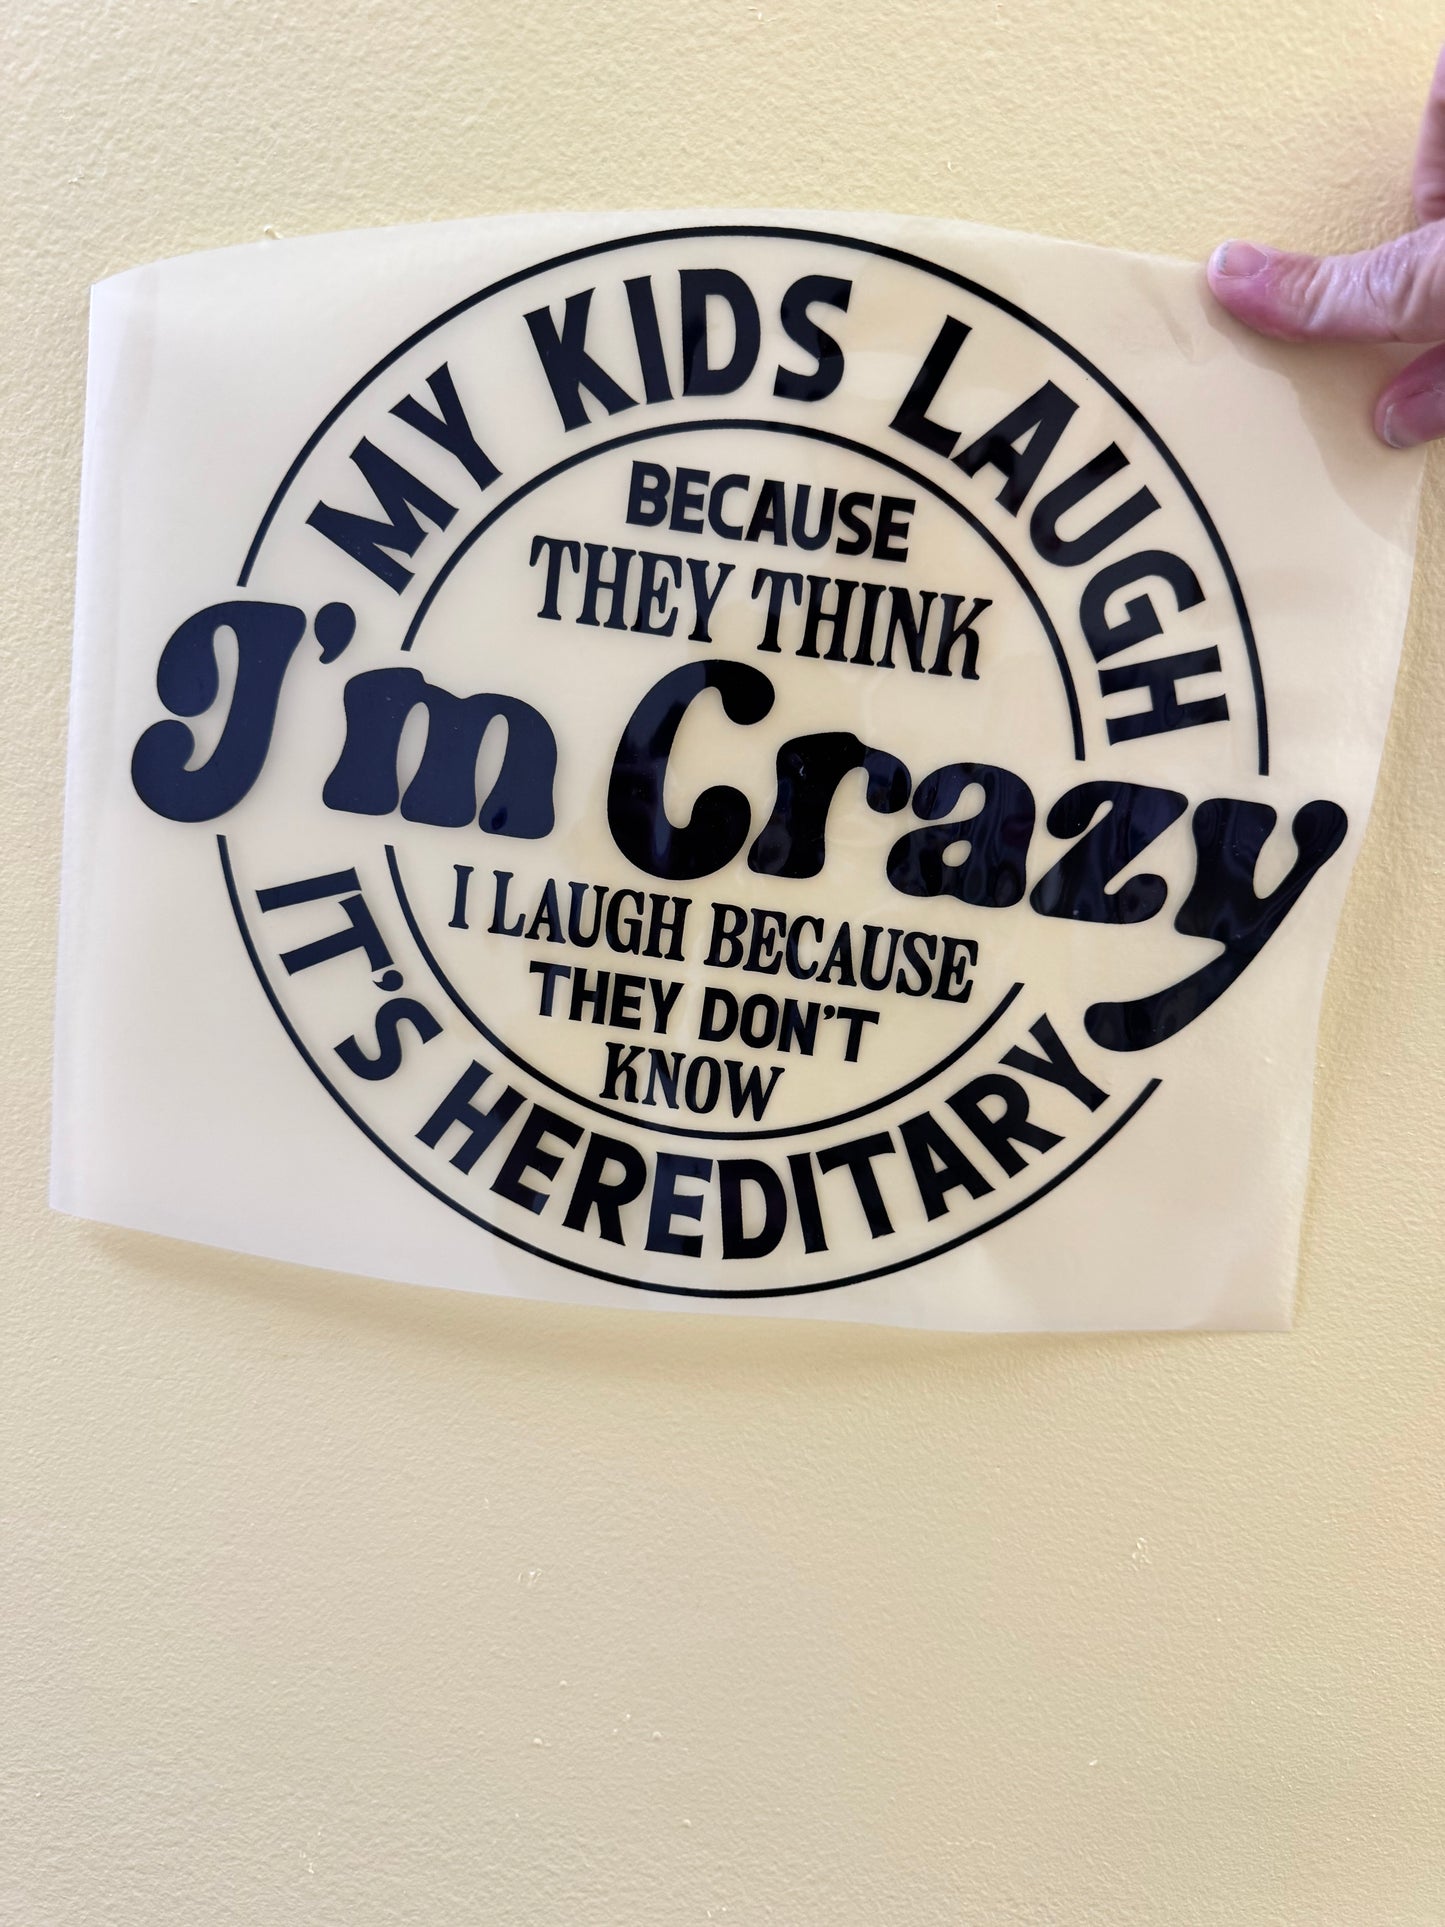 MY KIDS LAUGH
BECAUSE
THEY THINK
I'm Crazy
I LAUGH BECAUSE
THEY DON'T
KNOW
IT'S HEREDITARY